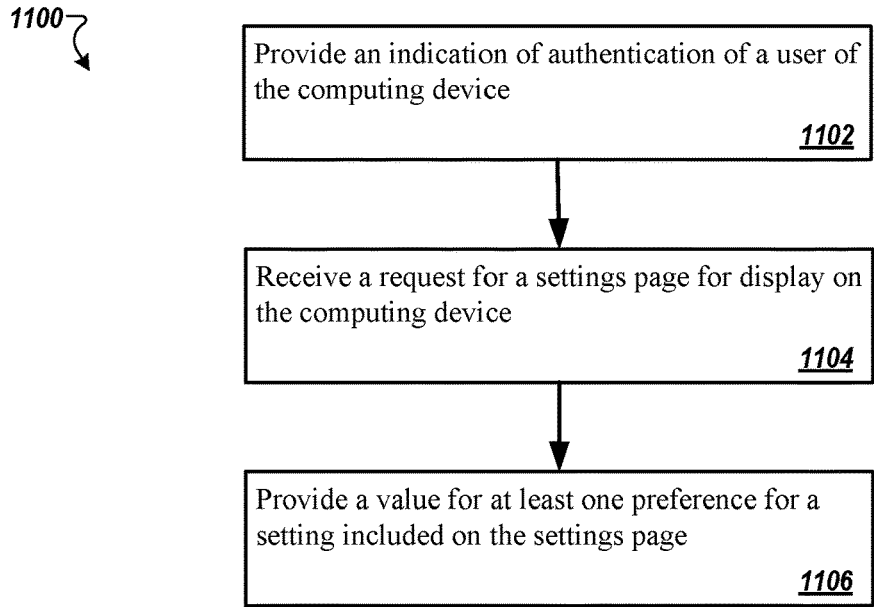 1100
Provide an indication of authentication of a user of
the computing device
1102
Receive a request for a settings page for display on
the computing device
1104
Provide a value for at least one preference for a
setting included on the settings page
1106